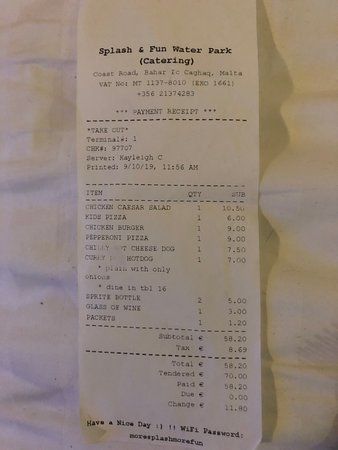 Splash & Fun Water Park
(Catering)
Coast Road, Bahar Ic Caghaq, Malta
VAT No: MT 1137-8010 (EXO 1661)
+356 21374283
*** PAYMENT RECEIPT ***
*TAKE OUT*
Terminal#: 1
CHK#: 97707
Server: Kayleigh C
Printed: 9/10/19, 11:56 AM
ITEM QTY SUB
CHICKEN CAESAR SALAD 1 10.50
KIDS PIZZA 1 6.00
CHICKEN BURGER 1 9.00
PEPPERONI PIZZA 1 9.00
CHEESE DOG 1 7.50
HOTDOG 1 7.00
* plain with only
onions
* dine in tbl 16
SPRITE BOTTLE 2 5.00
GLASS OF WINE 1 3.00
PACKETS 1 1.20
Subtotal € 58.20
Tax € 8.69
Total € 58.20
Tendered € 70.00
Paid € 58.20
Due € 0.00
Change € 11.80
Have a Nice Day :) !! WiFi Password:
moresplashmorefun